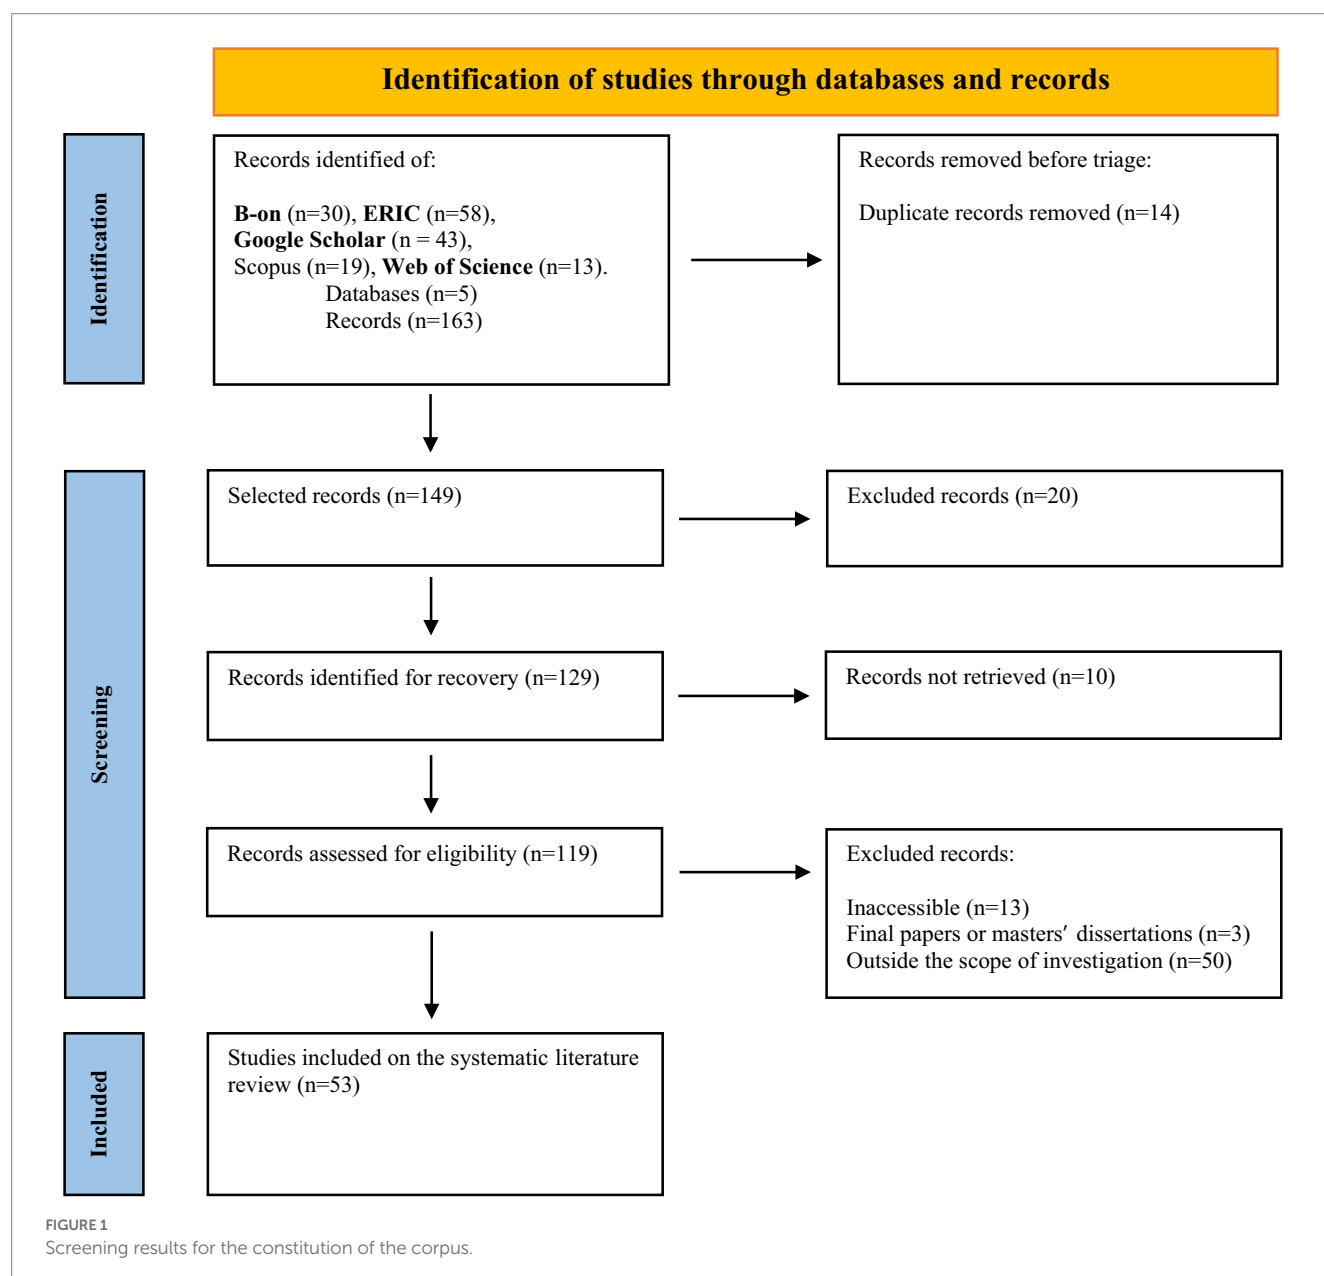 Identification of studies through databases and records
Identification
Records identified of:
B-on (n=30), ERIC (n=58),
Google Scholar (n = 43),
Scopus (n=19), Web of Science (n=13).
Databases (n=5)
Records (n=163)
Records removed before triage:
Duplicate records removed (n=14)
Screening
Selected records (n=149)
Excluded records (n=20)
Records identified for recovery (n=129)
Records not retrieved (n=10)
Records assessed for eligibility (n=119)
Excluded records:
Inaccessible (n=13)
Final papers or masters’ dissertations (n=3)
Outside the scope of investigation (n=50)
Included
Studies included on the systematic literature
review (n=53)
FIGURE 1
Screening results for the constitution of the corpus.